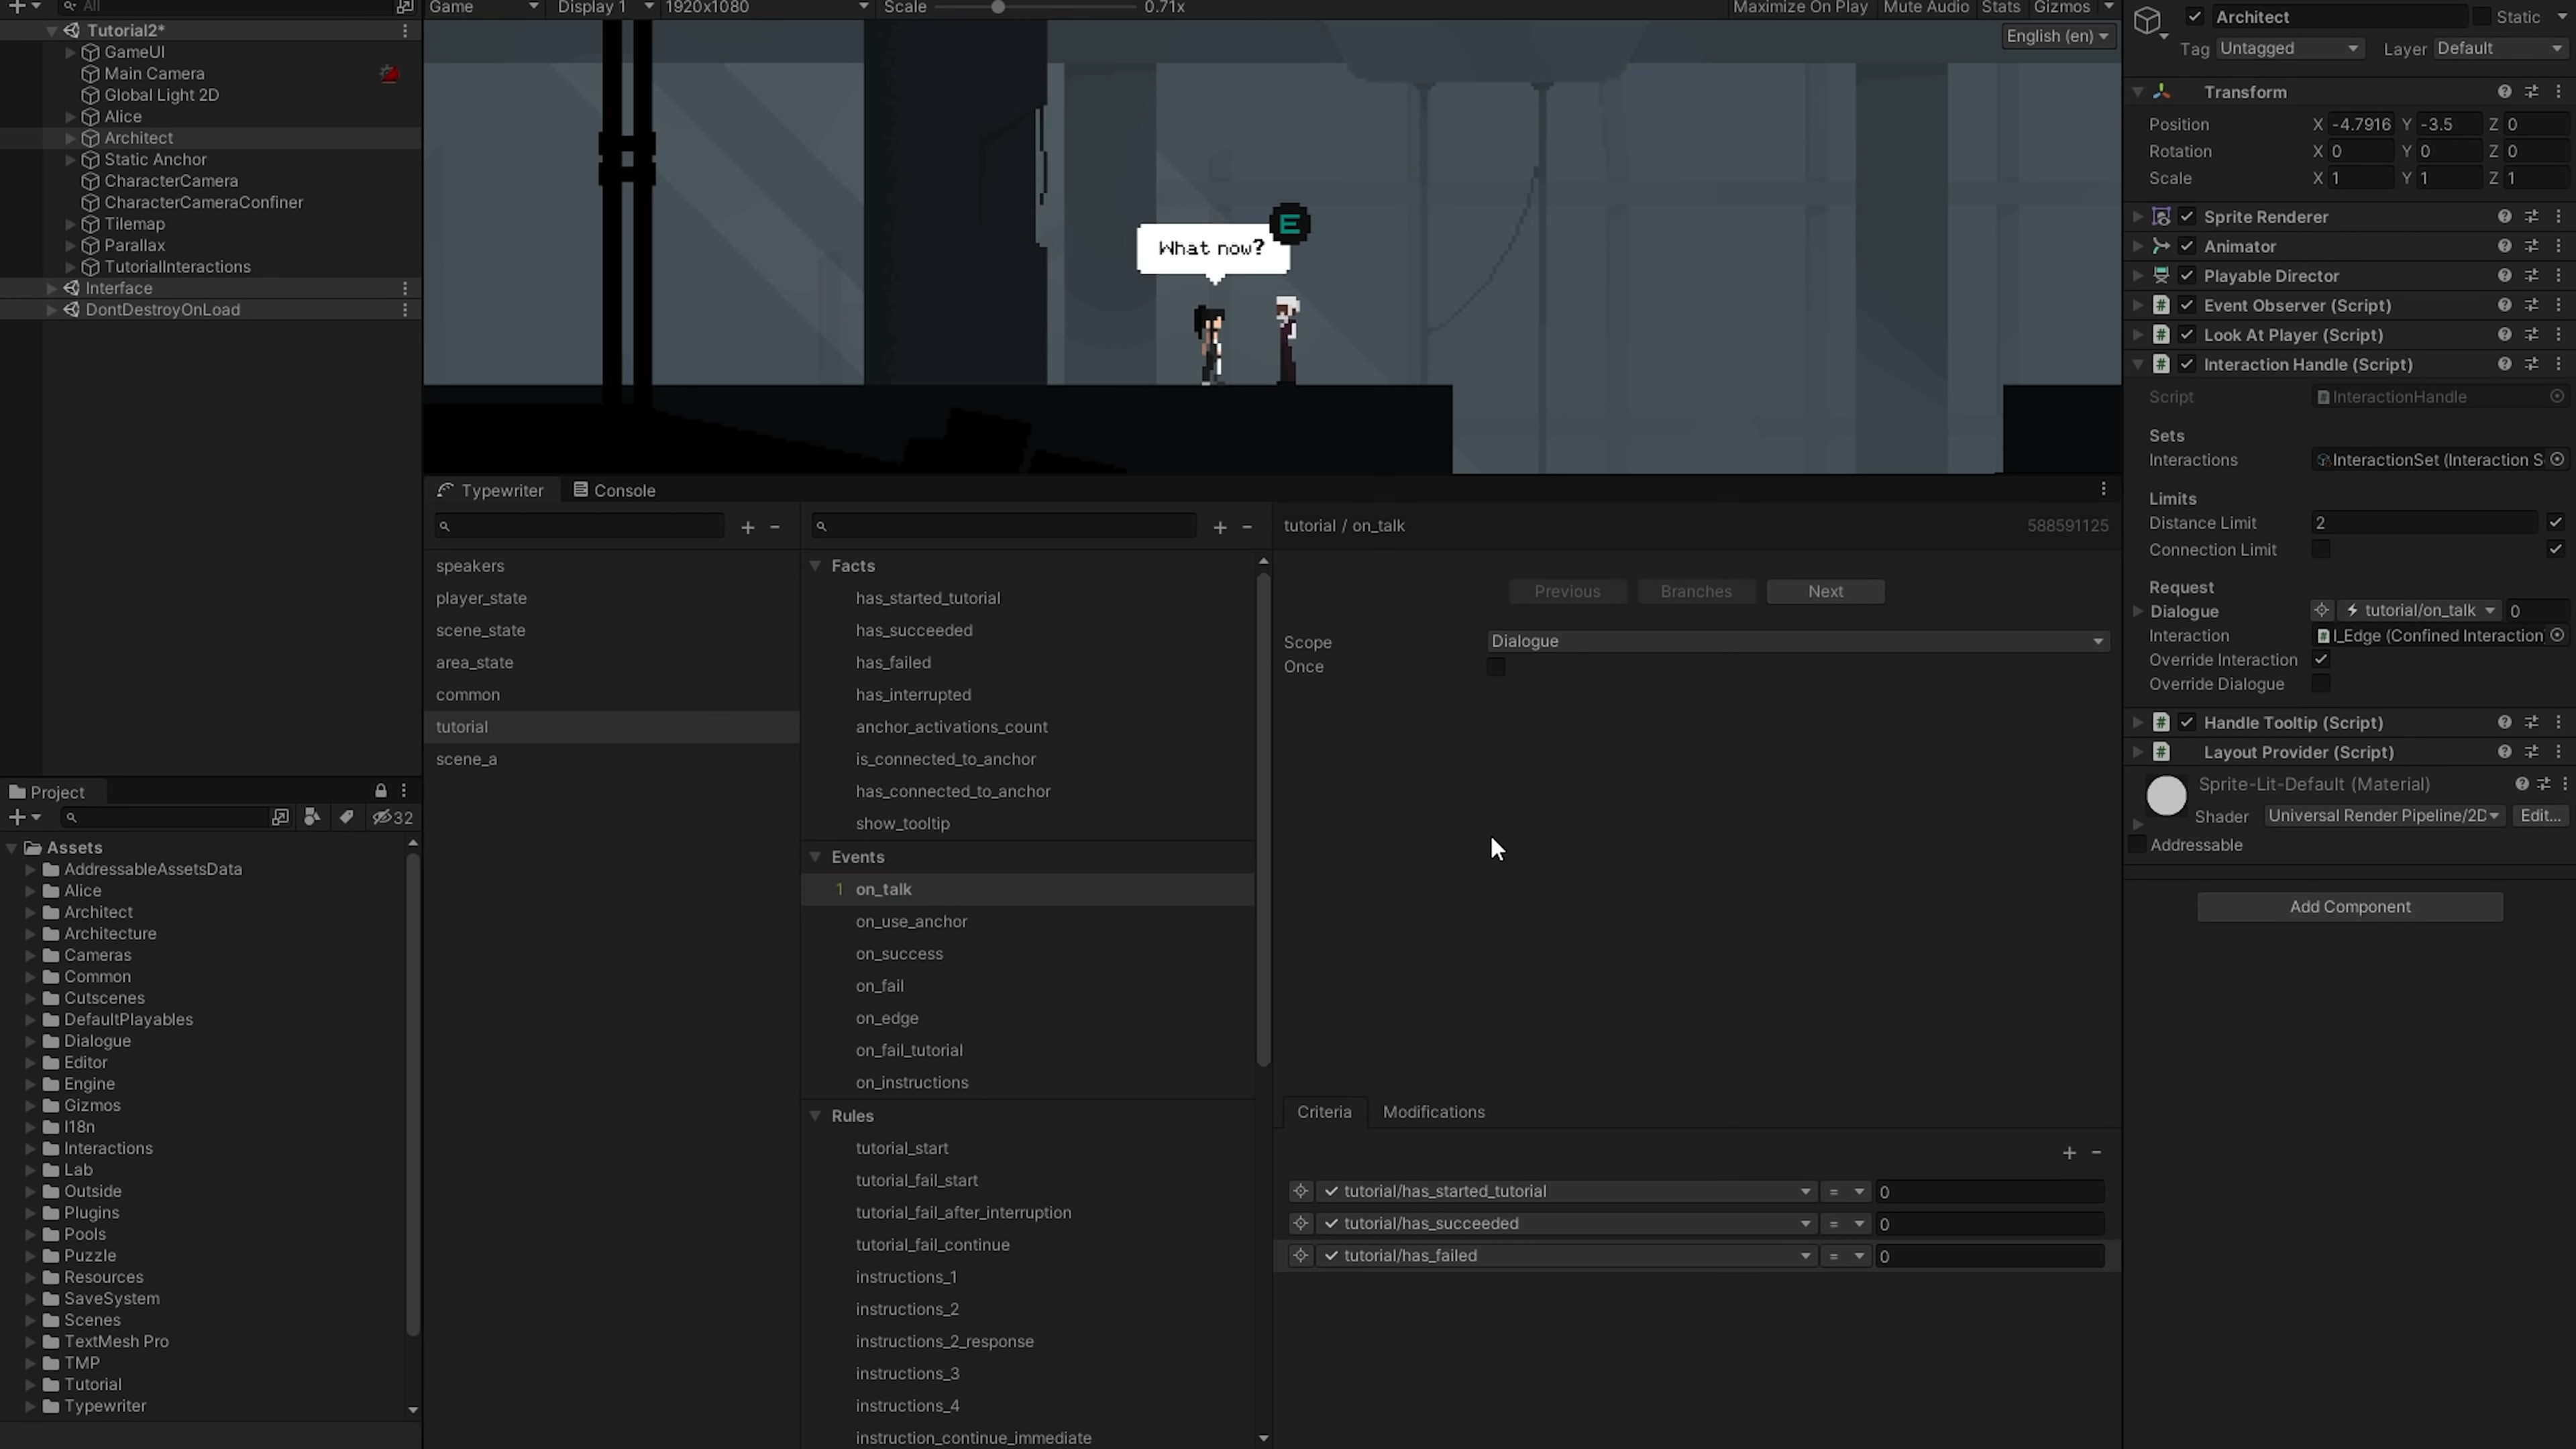 All
Tutorial2*
GameUI
Main Camera
Global Light 2D
Alice
Architect
Static Anchor
CharacterCamera
CharacterCameraConfiner
Tilemap
Parallax
TutorialInteractions
Interface
DontDestroyOnLoad
Project
32
Assets
AddressableAssetsData
Alice
Architect
Architecture
Cameras
Common
Cutscenes
DefaultPlayables
Dialogue
Editor
Engine
Gizmos
I18n
Interactions
Lab
Outside
Plugins
Pools
Puzzle
Resources
SaveSystem
Scenes
TextMesh Pro
TMP
Tutorial
Typewriter
Game Display 1 1920x1080 Scale 0.71x Maximize On Play Mute Audio Stats Gizmos
English (en)
E
What now?
Typewriter Console
speakers
player_state
scene_state
area_state
common
tutorial
scene_a
Facts
has_started_tutorial
has_succeeded
has_failed
has_interrupted
anchor_activations_count
is_connected_to_anchor
has_connected_to_anchor
show_tooltip
Events
1 on_talk
on_use_anchor
on_success
on_fail
on_edge
on_fail_tutorial
on_instructions
Rules
tutorial_start
tutorial_fail_start
tutorial_fail_after_interruption
tutorial_fail_continue
instructions_1
instructions_2
instructions_2_response
instructions_3
instructions_4
instruction_continue_immediate
tutorial / on_talk 588591125
Previous Branches Next
Scope Dialogue
Once
Criteria Modifications
tutorial/has_started_tutorial = 0
tutorial/has_succeeded = 0
tutorial/has_failed = 0
Architect Static
Tag Untagged Layer Default
Transform
Position X -4.7916 Y -3.5 Z 0
Rotation X 0 Y 0 Z 0
Scale X 1 Y 1 Z 1
Sprite Renderer
Animator
Playable Director
Event Observer (Script)
Look At Player (Script)
Interaction Handle (Script)
Script InteractionHandle
Sets
Interactions InteractionSet (Interaction S
Limits
Distance Limit 2
Connection Limit
Request
Dialogue tutorial/on_talk 0
Interaction I_Edge (Confined Interaction
Override Interaction
Override Dialogue
Handle Tooltip (Script)
Layout Provider (Script)
Sprite-Lit-Default (Material)
Shader Universal Render Pipeline/2D Edit...
Addressable
Add Component